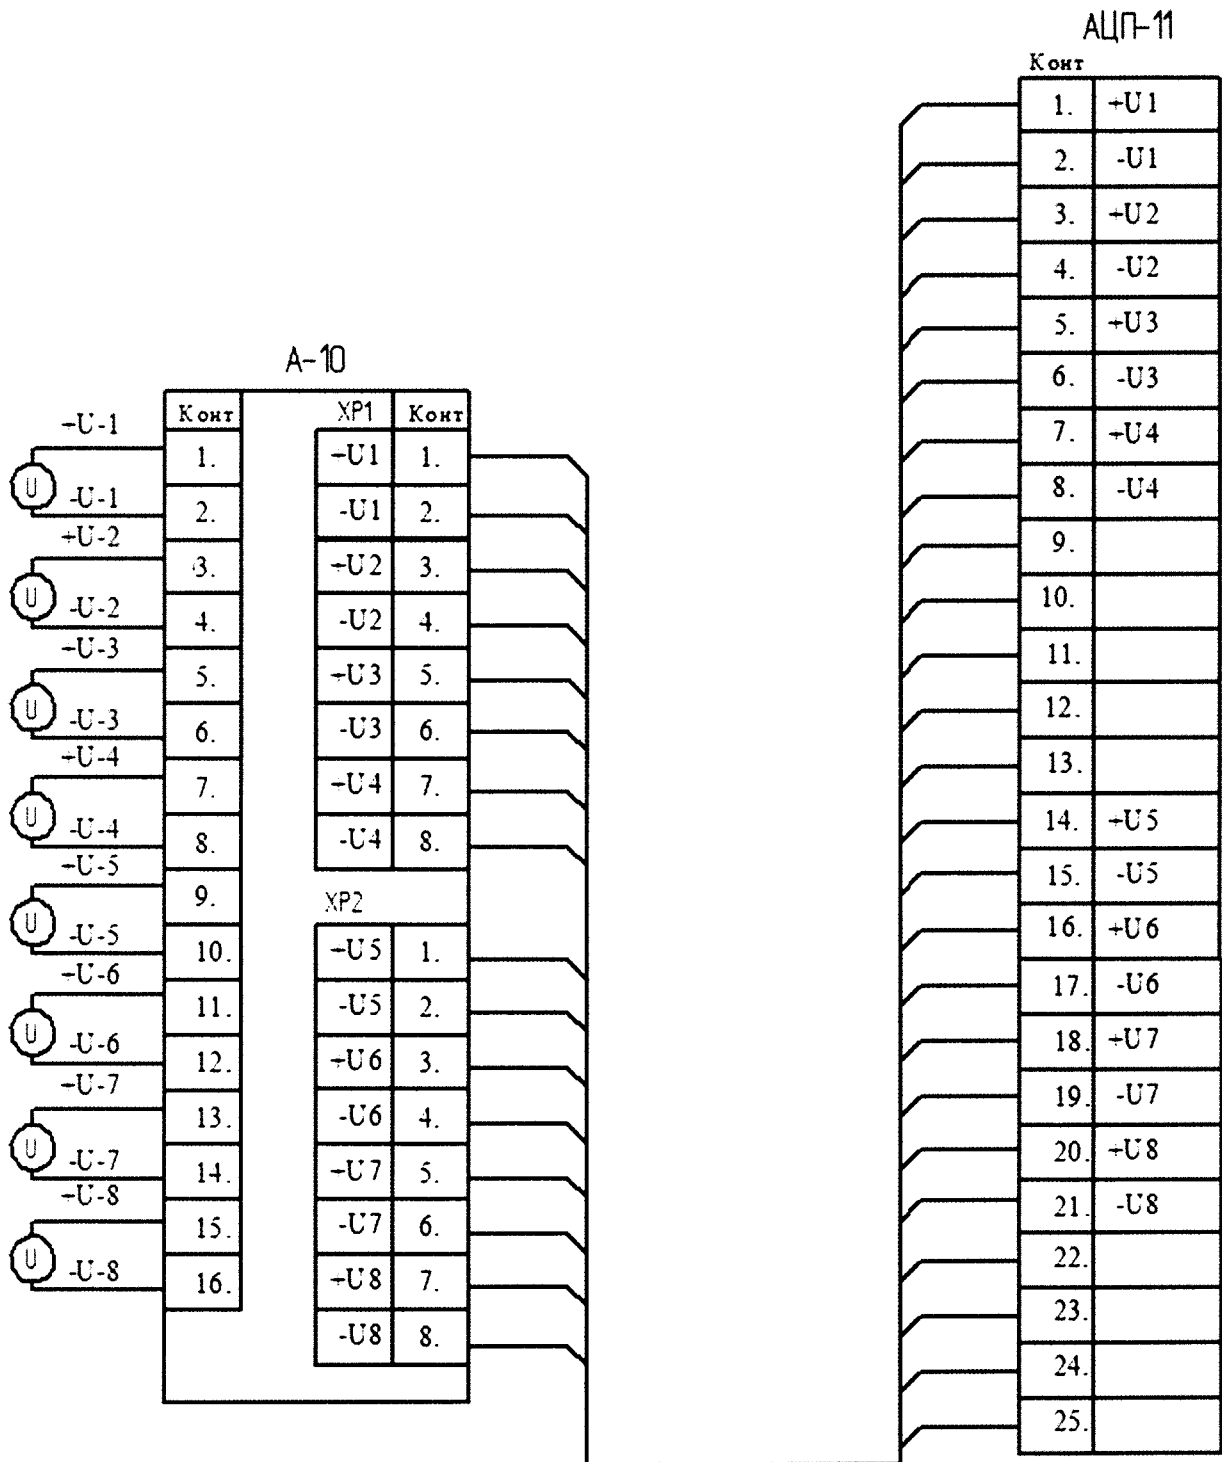 АЦП-11
Конт
1. +U1
2. -U1
3. +U2
4. -U2
5. +U3
6. -U3
7. +U4
8. -U4
9.
10.
11.
12.
13.
14. +U5
15. -U5
16. +U6
17. -U6
18. +U7
19. -U7
20. +U8
21. -U8
22.
23.
24.
25.
А-10
Конт
1.
2.
3.
4.
5.
6.
7.
8.
9.
10.
11.
12.
13.
14.
15.
16.
XP1 Конт
+U1 1.
-U1 2.
+U2 3.
-U2 4.
+U3 5.
-U3 6.
+U4 7.
-U4 8.
XP2
+U5 1.
-U5 2.
+U6 3.
-U6 4.
+U7 5.
-U7 6.
+U8 7.
-U8 8.
+U-1
U
-U-1
+U-2
U
-U-2
+U-3
U
-U-3
+U-4
U
-U-4
+U-5
U
-U-5
+U-6
U
-U-6
+U-7
U
-U-7
+U-8
U
-U-8